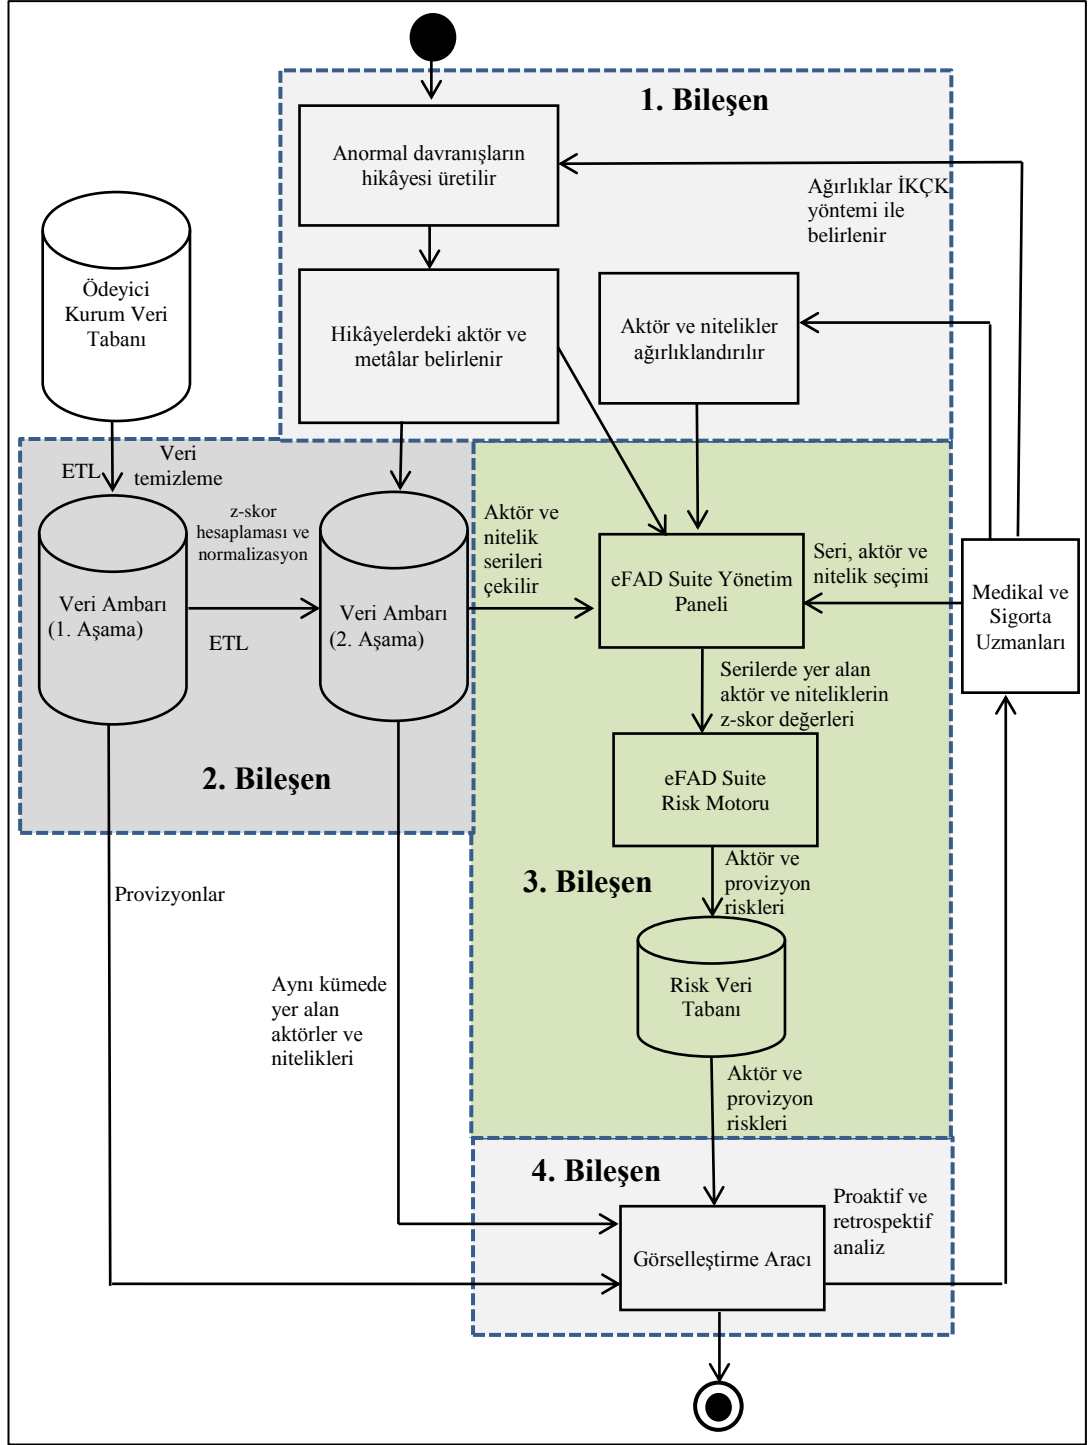 1. Bileşen
Anormal davranışların
hikâyesi üretilir
Ağırlıklar İKÇK
yöntemi ile
belirlenir
Ödeyici
Kurum Veri
Tabanı
Hikâyelerdeki aktör ve
metâlar belirlenir
Aktör ve nitelikler
ağırlıklandırılır
ETL
Veri
temizleme
z-skor
hesaplaması ve
normalizasyon
Aktör ve
nitelik
serileri
çekilir
eFAD Suite Yönetim
Paneli
Seri, aktör ve
nitelik seçimi
Medikal ve
Sigorta
Uzmanları
Veri Ambarı
(1. Aşama)
ETL
Veri Ambarı
(2. Aşama)
Serilerde yer alan
aktör ve niteliklerin
z-skor değerleri
2. Bileşen
eFAD Suite
Risk Motoru
3. Bileşen
Aktör ve
provizyon
riskleri
Provizyonlar
Risk Veri
Tabanı
Aynı kümede
yer alan
aktörler ve
nitelikleri
Aktör ve
provizyon
riskleri
4. Bileşen
Proaktif ve
retrospektif
analiz
Görselleştirme Aracı